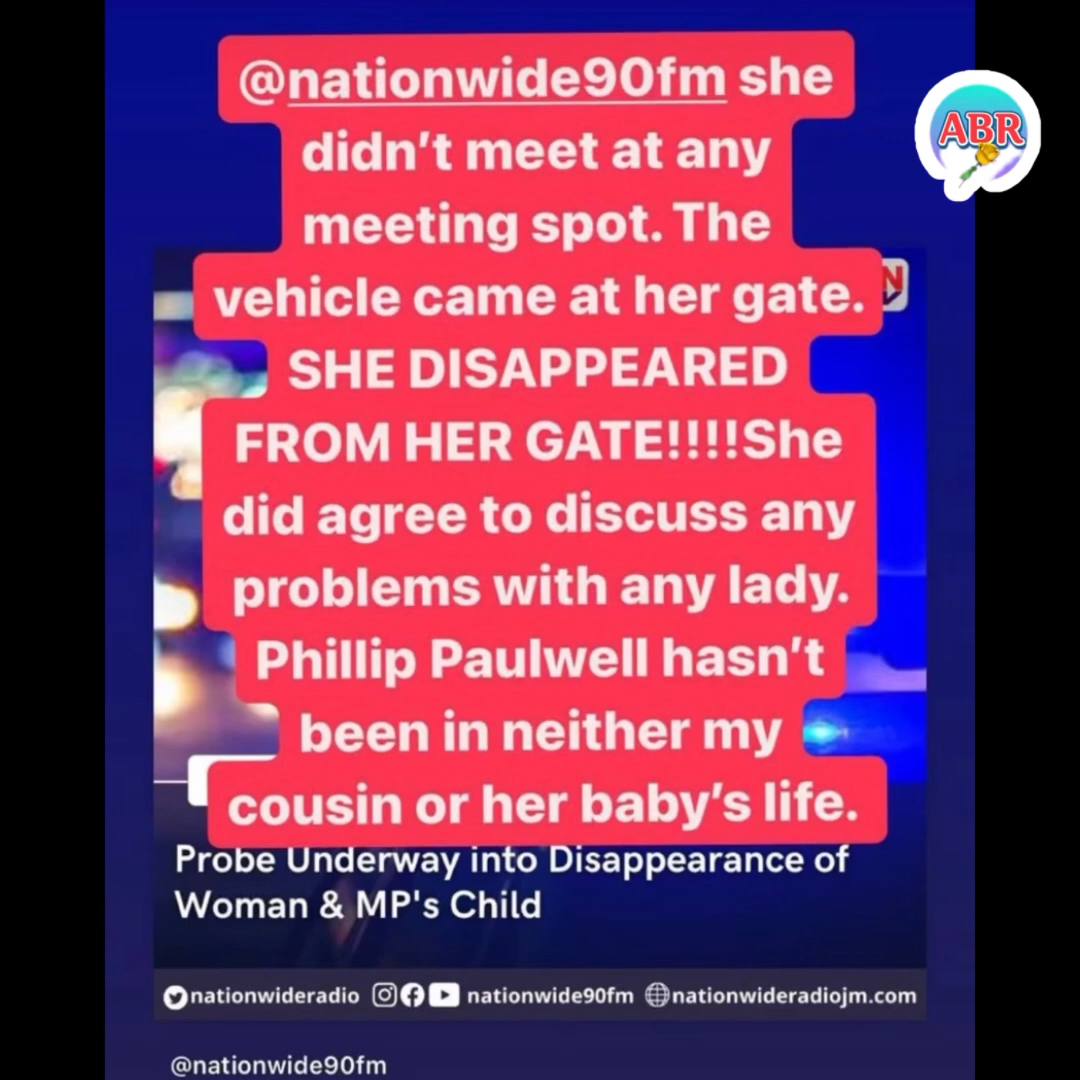 @nationwide90fm she
didn't meet at any
meeting spot. The
vehicle came at her gate.
SHE DISAPPEARED
FROM HER GATE!!!!She
did agree to discuss any
problems with any lady.
Phillip Paulwell hasn't
been in neither my
cousin or her baby's life.
ABR
N
Probe Underway into Disappearance of
Woman & MP's Child
nationwideradio nationwide90fm nationwideradiojm.com
@nationwide90fm